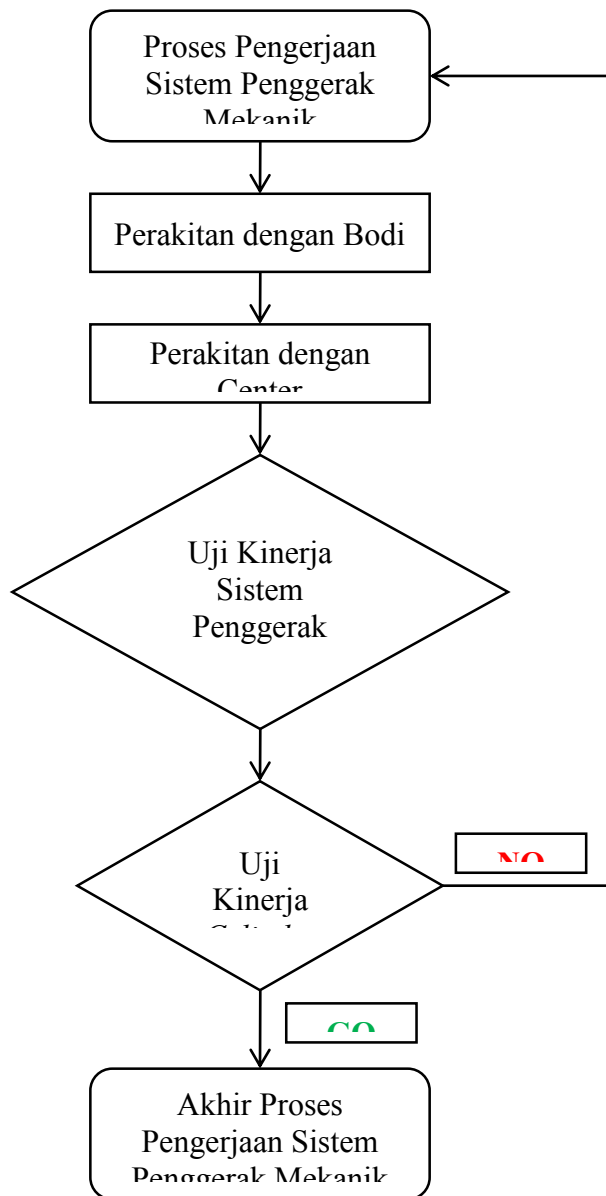 Proses Pengerjaan
Sistem Penggerak
Mekanik
Perakitan dengan Bodi
Perakitan dengan
Center
Uji Kinerja
Sistem
Penggerak
Uji
Kinerja
NO
GO
Akhir Proses
Pengerjaan Sistem
Penggerak Mekanik